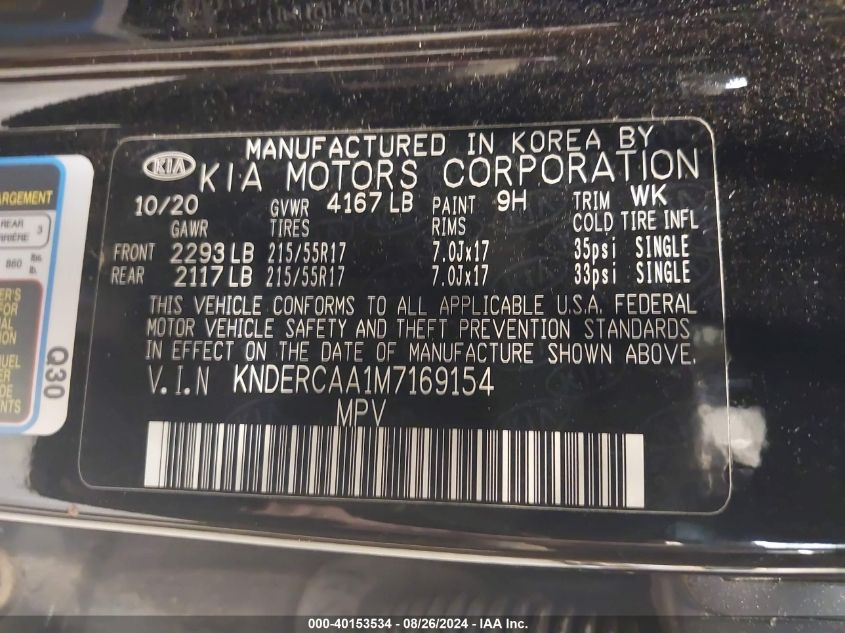 MANUFACTURED IN KOREA BY
KIA KIA MOTORS CORPORATION
10/20 GVWR 4167 LB PAINT 9H TRIM WK
GAWR TIRES RIMS COLD TIRE INFL
FRONT 2293 LB 215/55R17 7.0Jx17 35psi SINGLE
REAR 2117 LB 215/55R17 7.0Jx17 33psi SINGLE
THIS VEHICLE CONFORMS TO ALL APPLICABLE U.S.A. FEDERAL
MOTOR VEHICLE SAFETY AND THEFT PREVENTION STANDARDS
IN EFFECT ON THE DATE OF MANUFACTURE SHOWN ABOVE.
V.I.N KNDERCAA1M7169154
MPV
ARGEMENT
REAR 3
860 lbs.
lb.
Q30
000-40153534 - 08/26/2024 - IAA Inc.